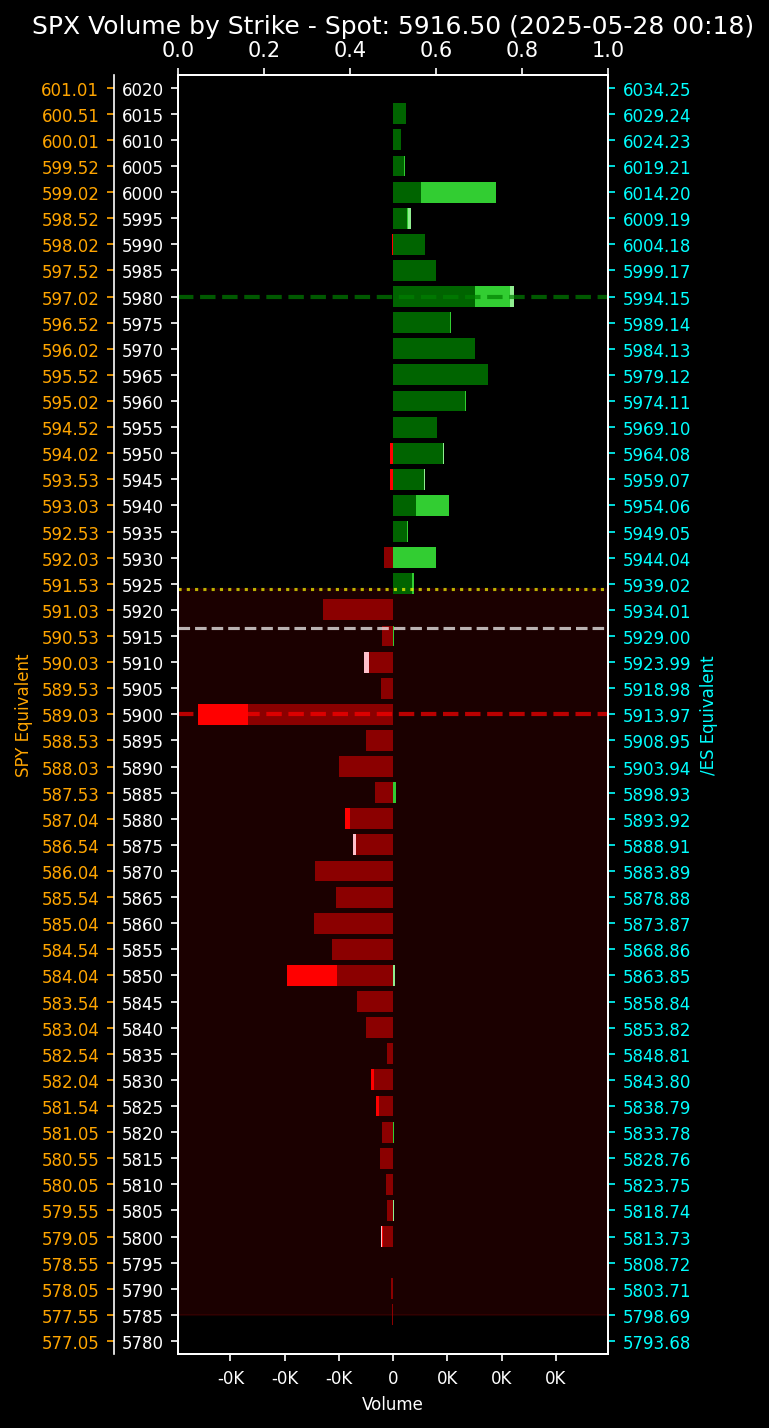 SPX Volume by Strike - Spot: 5916.50 (2025-05-28 00:18)
0.0 0.2 0.4 0.6 0.8 1.0
601.01 6020 6034.25
600.51 6015 6029.24
600.01 6010 6024.23
599.52 6005 6019.21
599.02 6000 6014.20
598.52 5995 6009.19
598.02 5990 6004.18
597.52 5985 5999.17
597.02 5980 5994.15
596.52 5975 5989.14
596.02 5970 5984.13
595.52 5965 5979.12
595.02 5960 5974.11
594.52 5955 5969.10
594.02 5950 5964.08
593.53 5945 5959.07
593.03 5940 5954.06
592.53 5935 5949.05
592.03 5930 5944.04
591.53 5925 5939.02
591.03 5920 5934.01
590.53 5915 5929.00
590.03 5910 5923.99
589.53 5905 5918.98
589.03 5900 5913.97
588.53 5895 5908.95
588.03 5890 5903.94
587.53 5885 5898.93
587.04 5880 5893.92
586.54 5875 5888.91
586.04 5870 5883.89
585.54 5865 5878.88
585.04 5860 5873.87
584.54 5855 5868.86
584.04 5850 5863.85
583.54 5845 5858.84
583.04 5840 5853.82
582.54 5835 5848.81
582.04 5830 5843.80
581.54 5825 5838.79
581.05 5820 5833.78
580.55 5815 5828.76
580.05 5810 5823.75
579.55 5805 5818.74
579.05 5800 5813.73
578.55 5795 5808.72
578.05 5790 5803.71
577.55 5785 5798.69
577.05 5780 5793.68
SPY Equivalent
/ES Equivalent
-0K -0K -0K 0 0K 0K 0K
Volume